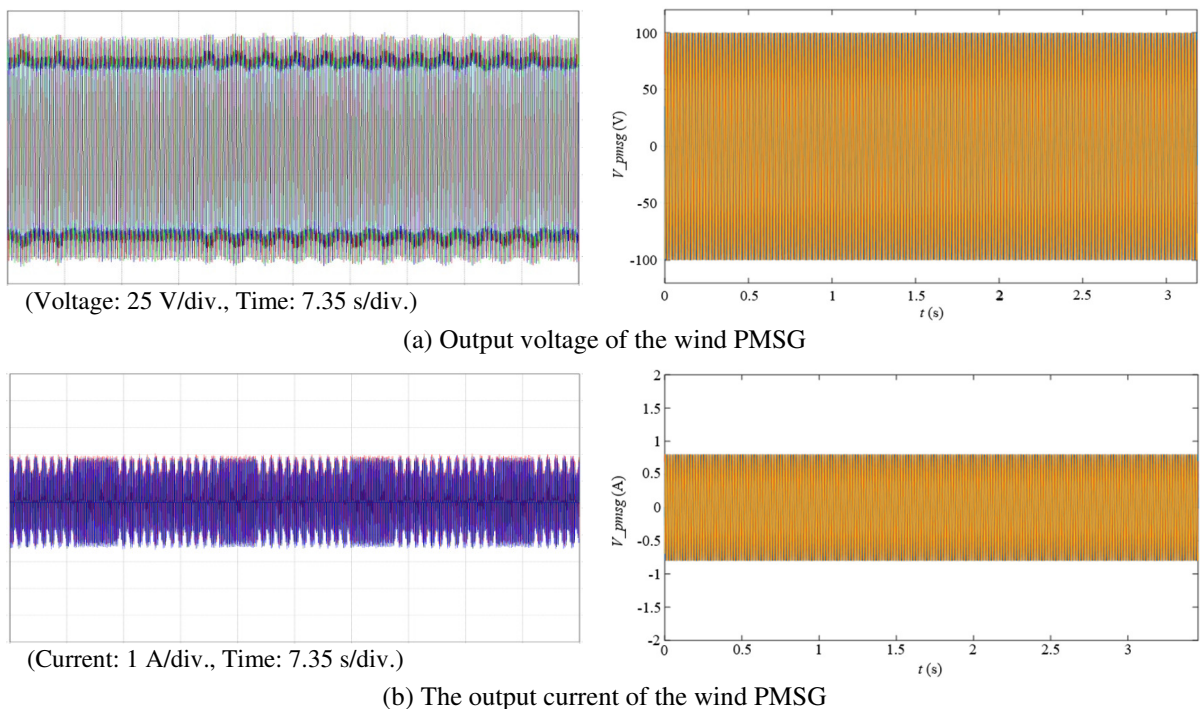 100
50
0
-50
-100
V_pmsg (V)
0 0.5 1 1.5 2 2.5 3
t (s)
(Voltage: 25 V/div., Time: 7.35 s/div.)
(a) Output voltage of the wind PMSG
2
1.5
1
0.5
0
-0.5
-1
-1.5
-2
V_pmsg (A)
0 0.5 1 1.5 2 2.5 3
t (s)
(Current: 1 A/div., Time: 7.35 s/div.)
(b) The output current of the wind PMSG